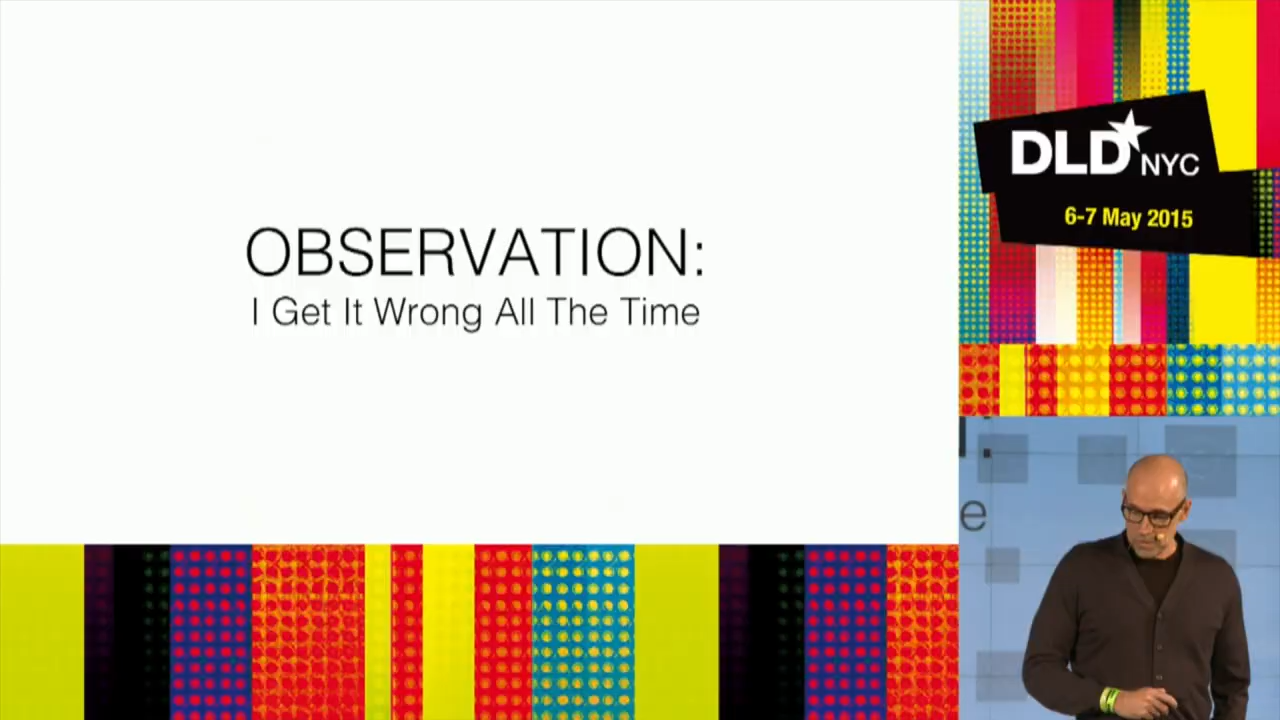 OBSERVATION:
I Get It Wrong All The Time
DLD NYC
6-7 May 2015
e